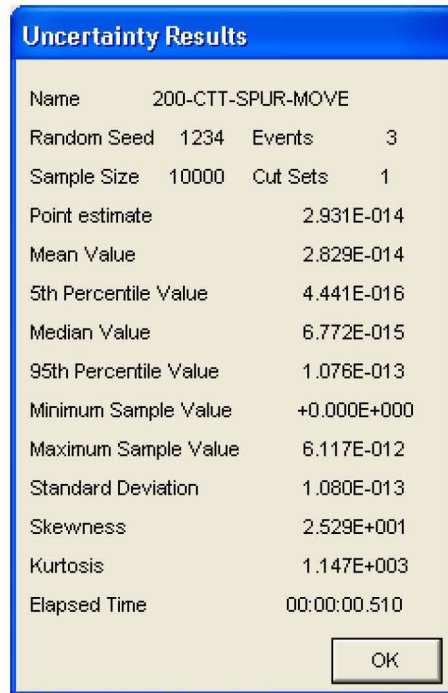 Uncertainty Results
Name 200-CTT-SPUR-MOVE
Random Seed 1234 Events 3
Sample Size 10000 Cut Sets 1
Point estimate 2.931E-014
Mean Value 2.829E-014
5th Percentile Value 4.441E-016
Median Value 6.772E-015
95th Percentile Value 1.076E-013
Minimum Sample Value +0.000E+000
Maximum Sample Value 6.117E-012
Standard Deviation 1.080E-013
Skewness 2.529E+001
Kurtosis 1.147E+003
Elapsed Time 00:00:00.510
OK